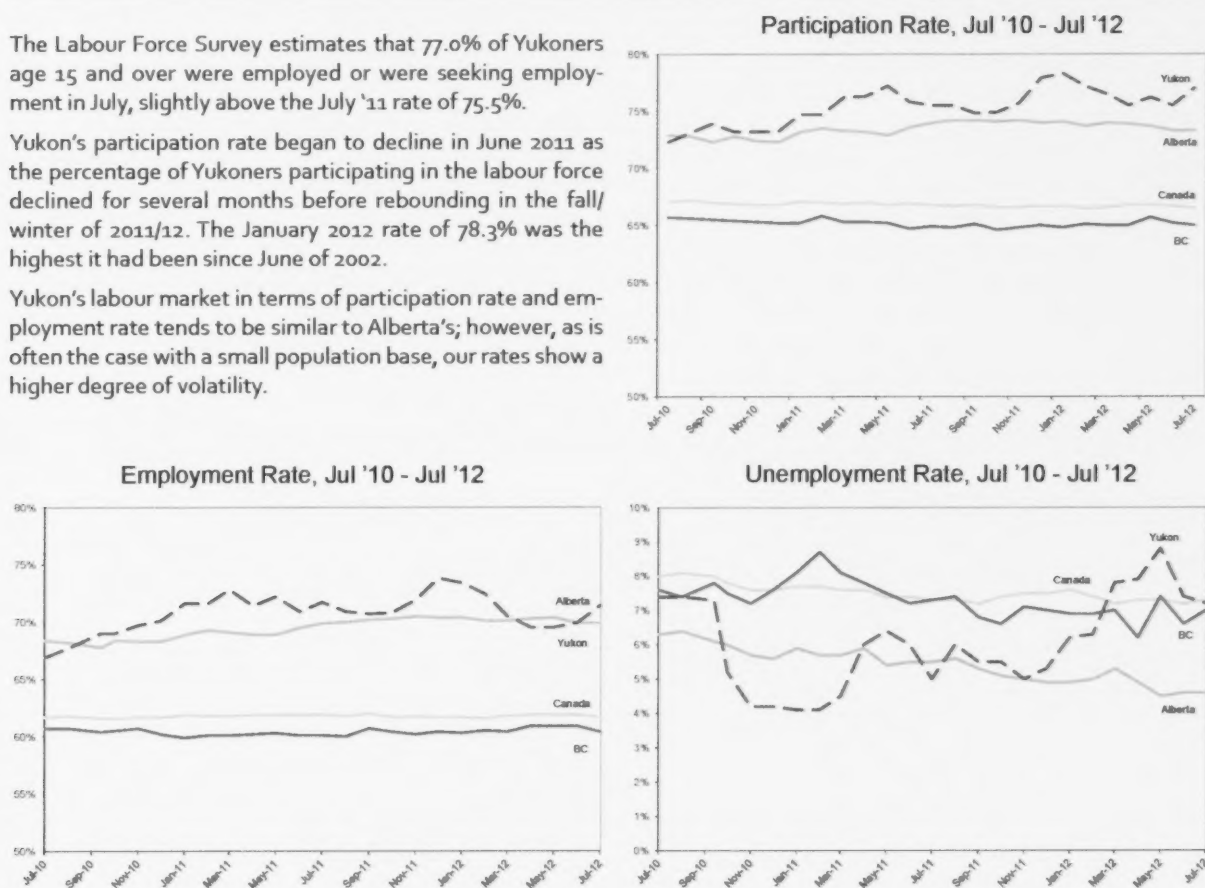 The Labour Force Survey estimates that 77.0% of Yukoners
age 15 and over were employed or were seeking employ-
ment in July, slightly above the July '11 rate of 75.5%.
Yukon's participation rate began to decline in June 2011 as
the percentage of Yukoners participating in the labour force
declined for several months before rebounding in the fall/
winter of 2011/12. The January 2012 rate of 78.3% was the
highest it had been since June of 2002.
Yukon's labour market in terms of participation rate and em-
ployment rate tends to be similar to Alberta's; however, as is
often the case with a small population base, our rates show a
higher degree of volatility.
Participation Rate, Jul '10 - Jul '12
80%
75%
70%
65%
60%
55%
50%
Yukon
Alberta
Canada
BC
Jul-10 Sep-10 Nov-10 Jan-11 Mar-11 May-11 Jul-11 Sep-11 Nov-11 Jan-12 Mar-12 May-12 Jul-12
Employment Rate, Jul '10 - Jul '12
80%
75%
70%
65%
60%
55%
50%
Alberta
Yukon
Canada
BC
Jul-10 Sep-10 Nov-10 Jan-11 Mar-11 May-11 Jul-11 Sep-11 Nov-11 Jan-12 Mar-12 May-12 Jul-12
Unemployment Rate, Jul '10 - Jul '12
10%
9%
8%
7%
6%
5%
4%
3%
2%
1%
0%
Yukon
Canada
BC
Alberta
Jul-10 Sep-10 Nov-10 Jan-11 Mar-11 May-11 Jul-11 Sep-11 Nov-11 Jan-12 Mar-12 May-12 Jul-12